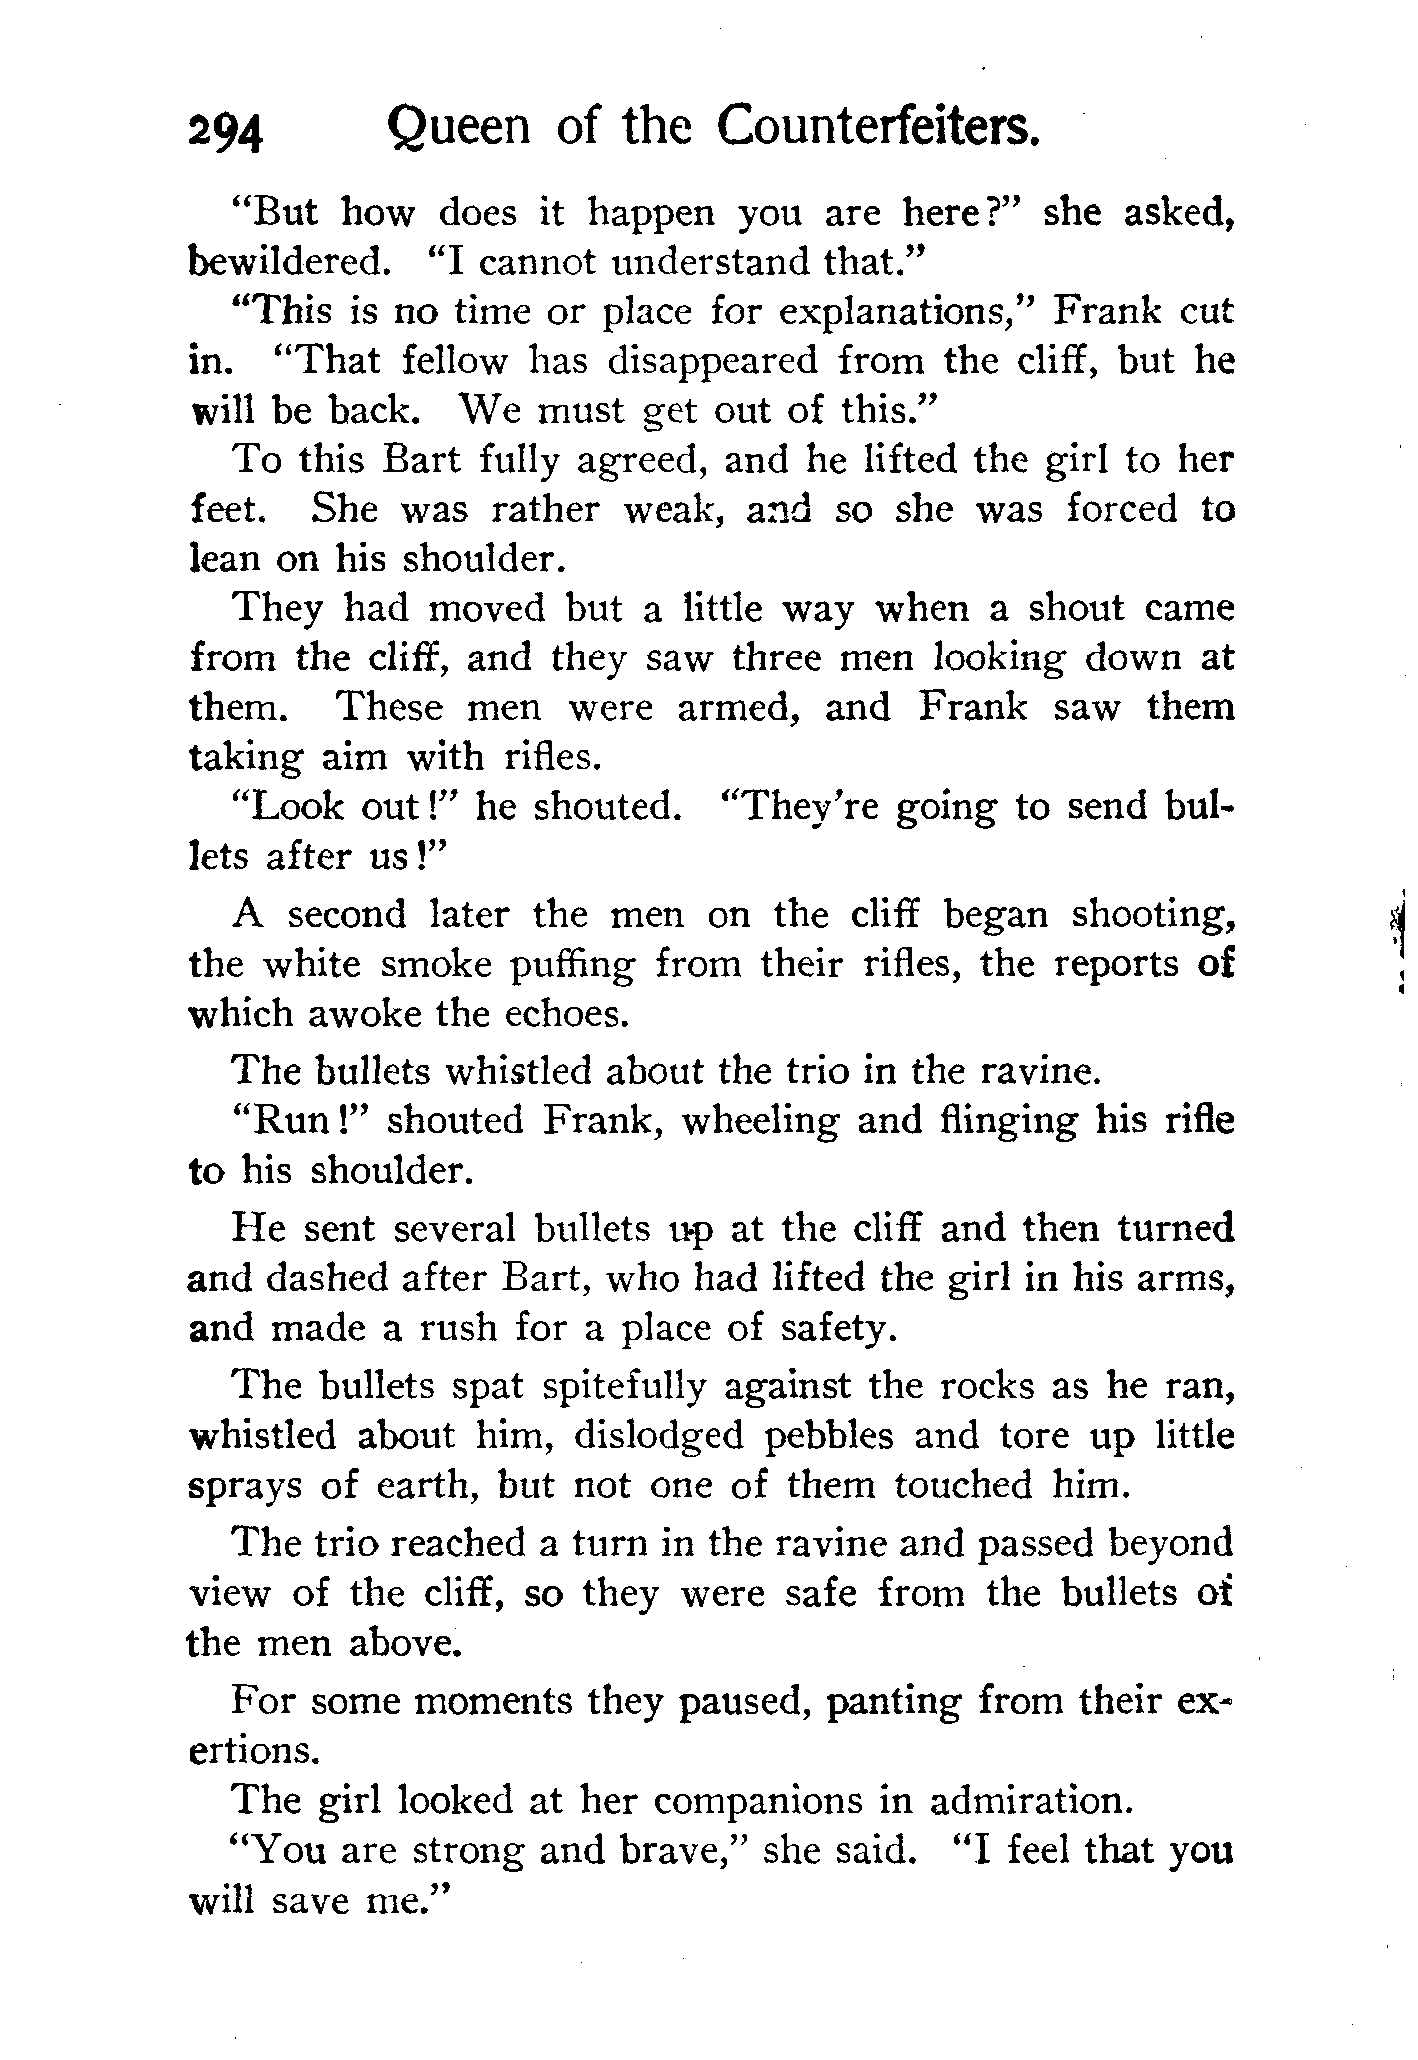 294 Queen of the Counterfeiters.
“But how does it happen you are here?” she asked,
bewildered. “I cannot understand that.”
“This is no time or place for explanations,” Frank cut
in. “That fellow has disappeared from the cliff, but he
will be back. We must get out of this.”
To this Bart fully agreed, and he lifted the girl to her
feet. She was rather weak, and so she was forced to
lean on his shoulder.
They had moved but a little way when a shout came
from the cliff, and they saw three men looking down at
them. These men were armed, and Frank saw them
taking aim with rifles.
“Look out!” he shouted. “They’re going to send bul-
lets after us!”
A second later the men on the cliff began shooting,
the white smoke puffing from their rifles, the reports of
which awoke the echoes.
The bullets whistled about the trio in the ravine.
“Run!” shouted Frank, wheeling and flinging his rifle
to his shoulder.
He sent several bullets up at the cliff and then turned
and dashed after Bart, who had lifted the girl in his arms,
and made a rush for a place of safety.
The bullets spat spitefully against the rocks as he ran,
whistled about him, dislodged pebbles and tore up little
sprays of earth, but not one of them touched him.
The trio reached a turn in the ravine and passed beyond
view of the cliff, so they were safe from the bullets of
the men above.
For some moments they paused, panting from their ex-
ertions.
The girl looked at her companions in admiration.
“You are strong and brave,” she said. “I feel that you
will save me.”